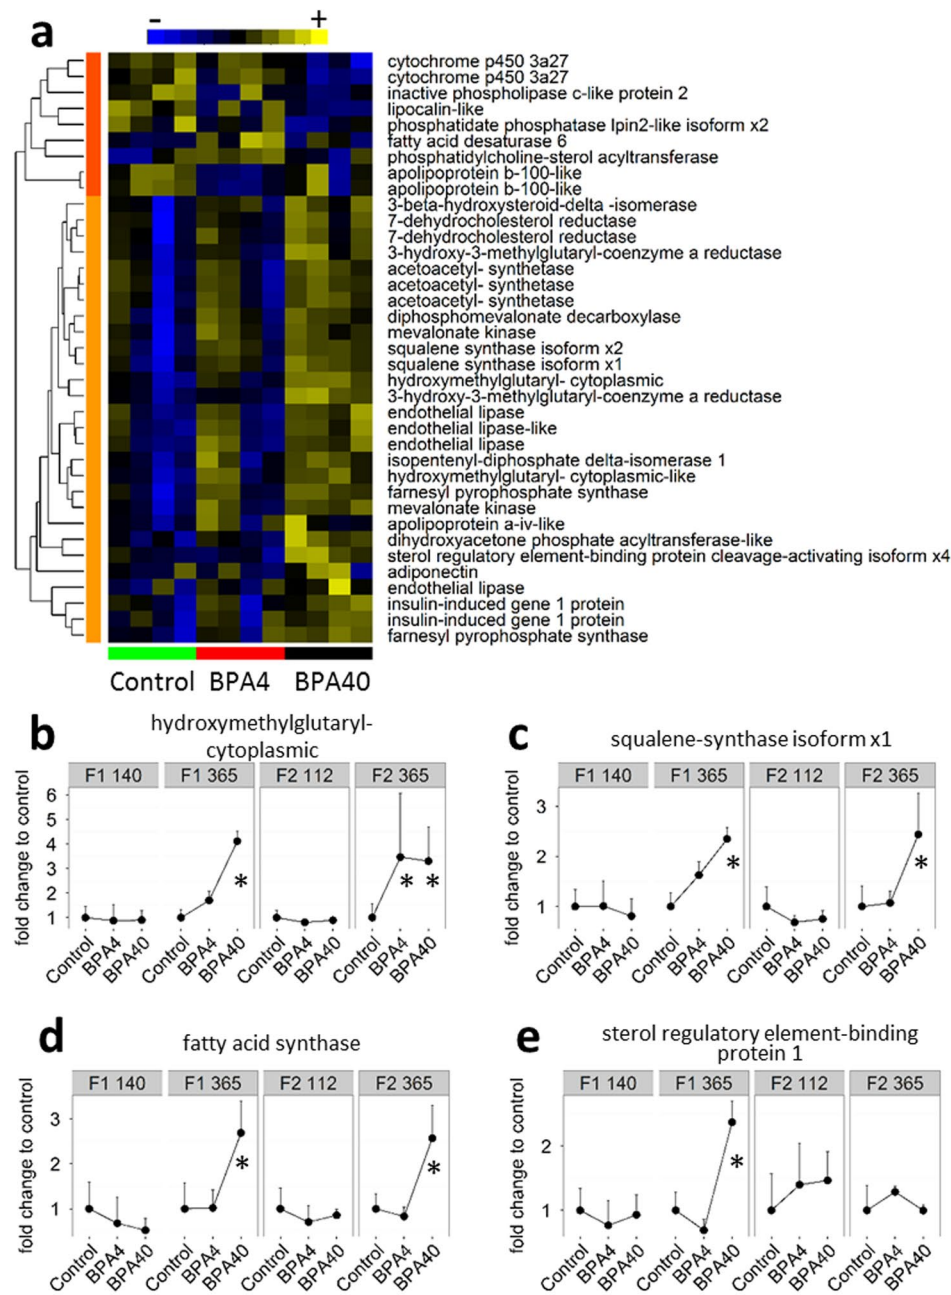 a
- +
cytochrome p450 3a27
cytochrome p450 3a27
inactive phospholipase c-like protein 2
lipocalin-like
phosphatidate phosphatase lpin2-like isoform x2
fatty acid desaturase 6
phosphatidylcholine-sterol acyltransferase
apolipoprotein b-100-like
apolipoprotein b-100-like
3-beta-hydroxysteroid-delta -isomerase
7-dehydrocholesterol reductase
7-dehydrocholesterol reductase
3-hydroxy-3-methylglutaryl-coenzyme a reductase
acetoacetyl- synthetase
acetoacetyl- synthetase
acetoacetyl- synthetase
diphosphomevalonate decarboxylase
mevalonate kinase
squalene synthase isoform x2
squalene synthase isoform x1
hydroxymethylglutaryl- cytoplasmic
3-hydroxy-3-methylglutaryl-coenzyme a reductase
endothelial lipase
endothelial lipase-like
endothelial lipase
isopentenyl-diphosphate delta-isomerase 1
hydroxymethylglutaryl- cytoplasmic-like
farnesyl pyrophosphate synthase
mevalonate kinase
apolipoprotein a-iv-like
dihydroxyacetone phosphate acyltransferase-like
sterol regulatory element-binding protein cleavage-activating isoform x4
adiponectin
endothelial lipase
insulin-induced gene 1 protein
insulin-induced gene 1 protein
farnesyl pyrophosphate synthase
Control BPA4 BPA40
b
hydroxymethylglutaryl-
cytoplasmic
F1 140 F1 365 F2 112 F2 365
fold change to control
6
5
4
3
2
1
* * *
Control BPA4 BPA40 Control BPA4 BPA40 Control BPA4 BPA40 Control BPA4 BPA40
c
squalene-synthase isoform x1
F1 140 F1 365 F2 112 F2 365
fold change to control
3
2
1
* *
Control BPA4 BPA40 Control BPA4 BPA40 Control BPA4 BPA40 Control BPA4 BPA40
d
fatty acid synthase
F1 140 F1 365 F2 112 F2 365
fold change to control
3
2
1
* *
Control BPA4 BPA40 Control BPA4 BPA40 Control BPA4 BPA40 Control BPA4 BPA40
e
sterol regulatory element-binding
protein 1
F1 140 F1 365 F2 112 F2 365
fold change to control
2
1
*
Control BPA4 BPA40 Control BPA4 BPA40 Control BPA4 BPA40 Control BPA4 BPA40